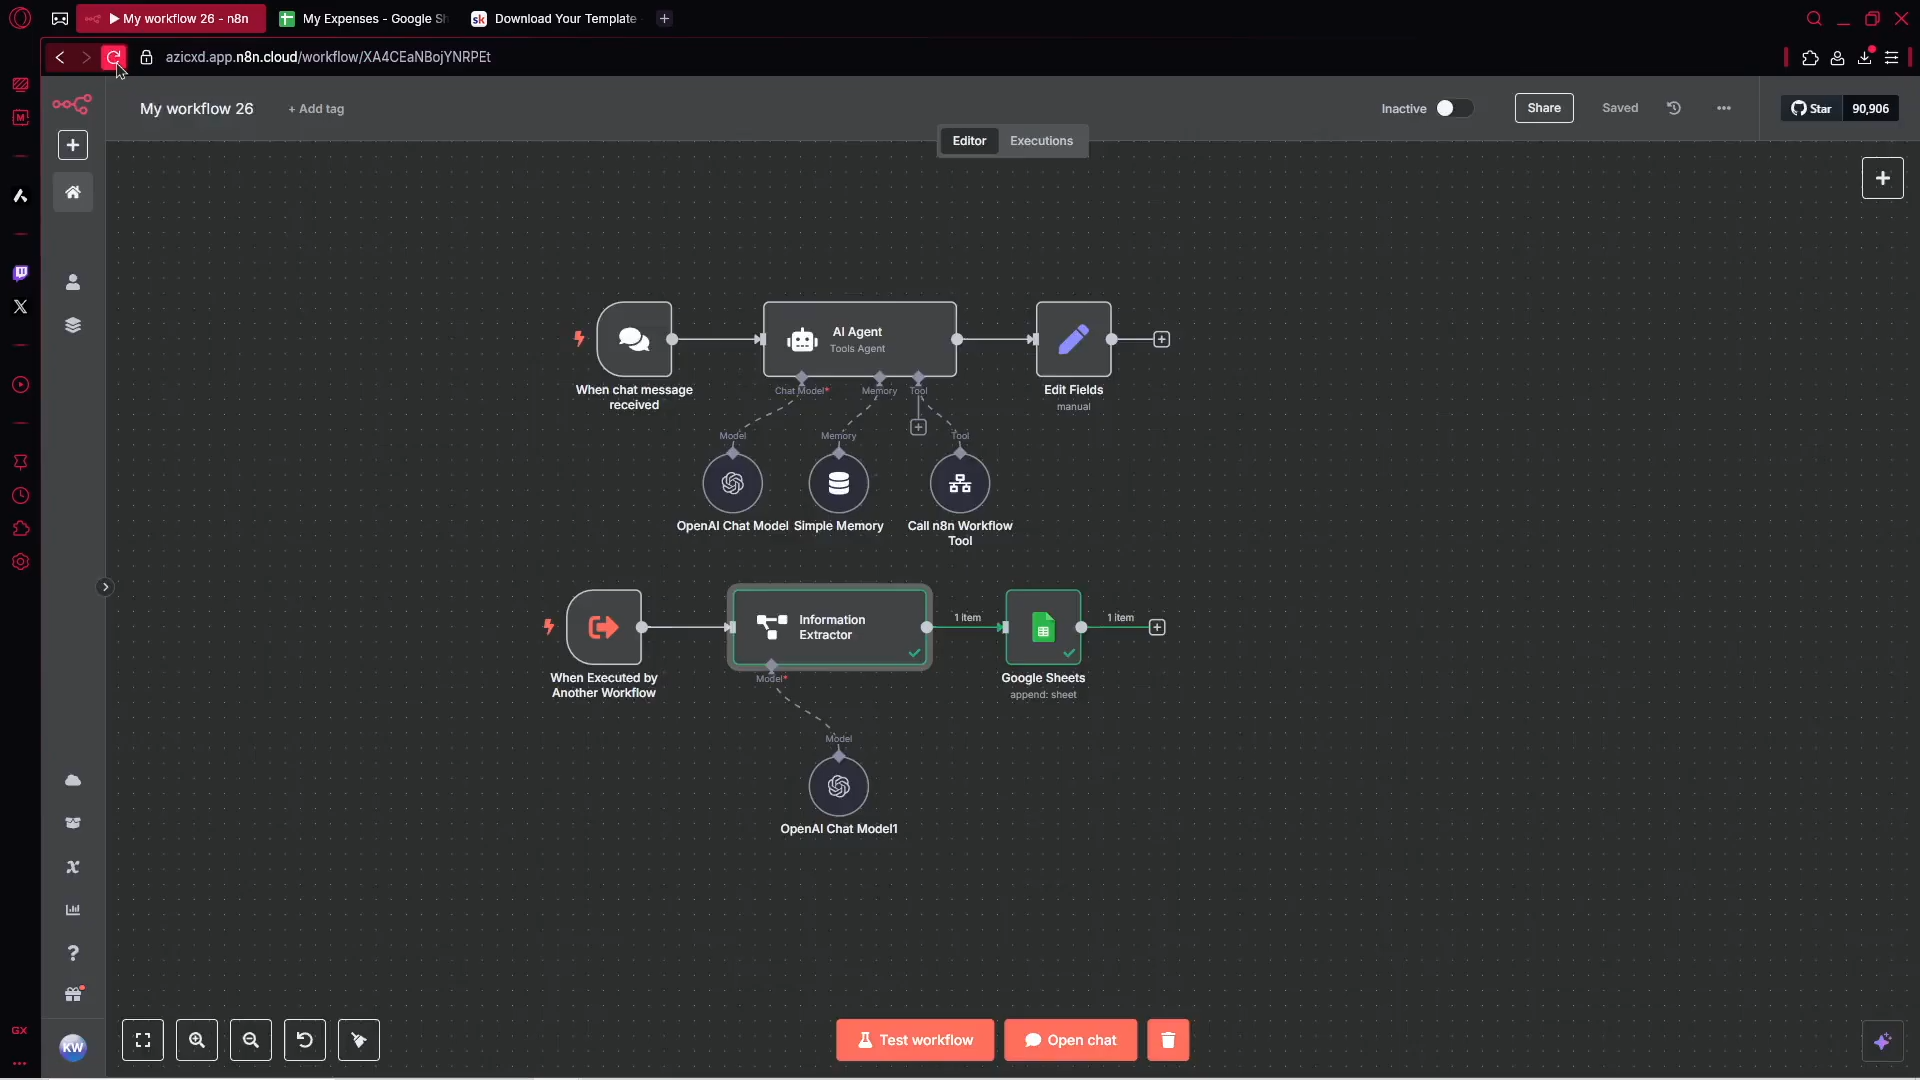 My workflow 26 - n8n
My Expenses - Google Sh
Download Your Template
azicxd.app.n8n.cloud/workflow/XA4CEaNBojYNRPEt
My workflow 26
+ Add tag
Inactive
Share
Saved
Star
90,906
Editor
Executions
AI Agent
Tools Agent
When chat message
received
Chat Model*
Memory
Tool
Edit Fields
manual
Model
Memory
Tool
OpenAI Chat Model
Simple Memory
Call n8n Workflow
Tool
Information
Extractor
1 item
1 item
When Executed by
Another Workflow
Model*
Google Sheets
append: sheet
Model
OpenAI Chat Model1
GX
KW
Test workflow
Open chat